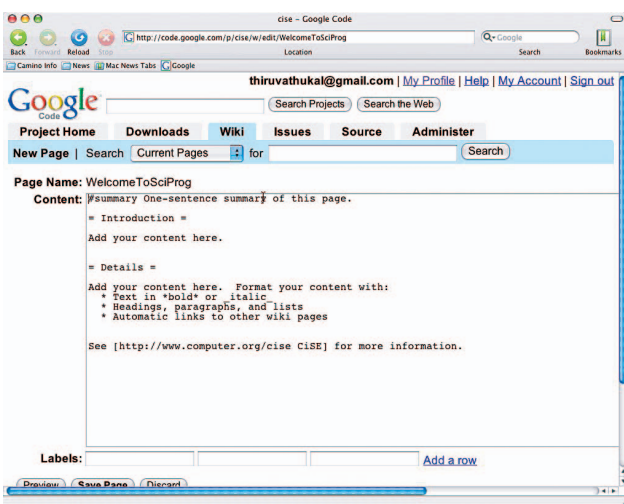 cise – Google Code
http://code.google.com/p/cise/w/edit/WelcomeToSciProg
Google
Back Forward Reload Stop Location Search Bookmarks
Camino Info News Mac News Tabs Google
thiruvathukal@gmail.com | My Profile | Help | My Account | Sign out
Google
Code
Search Projects Search the Web
Project Home Downloads Wiki Issues Source Administer
New Page | Search Current Pages for Search
Page Name: WelcomeToSciProg
Content: #summary One-sentence summary of this page.
= Introduction =
Add your content here.
= Details =
Add your content here. Format your content with:
* Text in *bold* or _italic_
* Headings, paragraphs, and lists
* Automatic links to other wiki pages
See [http://www.computer.org/cise CiSE] for more information.
Labels: Add a row
Preview Save Page Discard